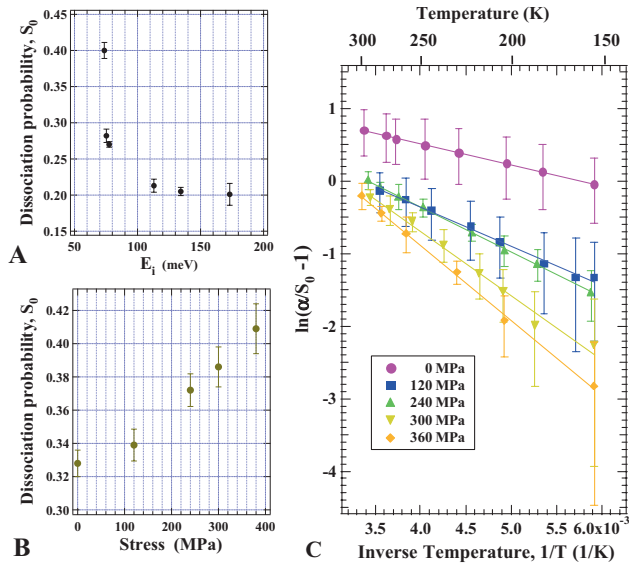 Dissociation probability, S0
0.40
0.35
0.30
0.25
0.20
0.15
50
100
150
200
Ei (meV)
A
Dissociation probability, S0
0.42
0.40
0.38
0.36
0.34
0.32
0.30
0
100
200
300
400
Stress (MPa)
B
Temperature (K)
300
250
200
150
ln(α/S0 -1)
1
0
-1
-2
-3
-4
0 MPa
120 MPa
240 MPa
300 MPa
360 MPa
3.5
4.0
4.5
5.0
5.5
6.0x10-3
Inverse Temperature, 1/T (1/K)
C